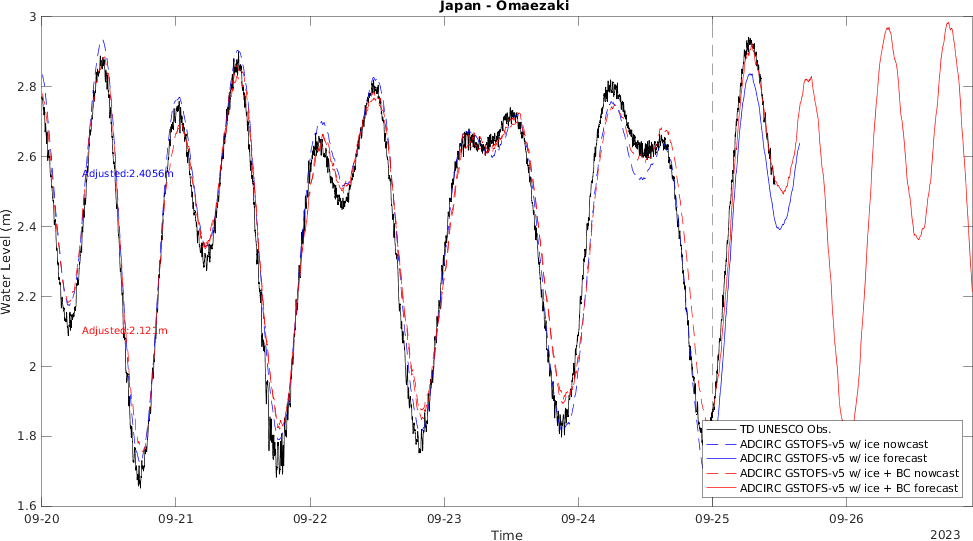 Japan - Omaezaki
3
2.8
2.6
2.4
2.2
2
1.8
1.6
Water Level (m)
Adjusted:2.4056m
Adjusted:2.121m
TD UNESCO Obs.
ADCIRC GSTOFS-v5 w/ ice nowcast
ADCIRC GSTOFS-v5 w/ ice forecast
ADCIRC GSTOFS-v5 w/ ice + BC nowcast
ADCIRC GSTOFS-v5 w/ ice + BC forecast
09-20 09-21 09-22 09-23 09-24 09-25 09-26
Time
2023